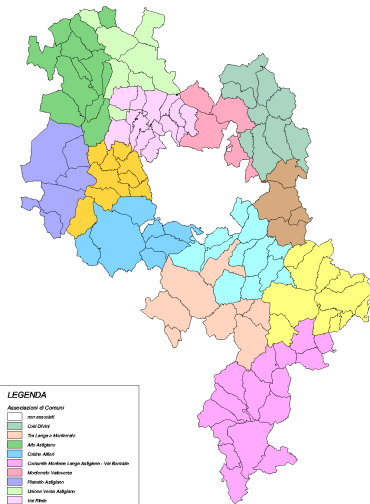 LEGENDA
Associazioni di Comuni
non associati
Colli Divini
Tra Langa e Monferrato
Alto Astigiano
Colline Alfieri
Comunità Montana Langa Astigiana - Val Bormida
Monferrato Valleversa
Pianalto Astigiano
Unione Versa Astigiano
Val Rilate